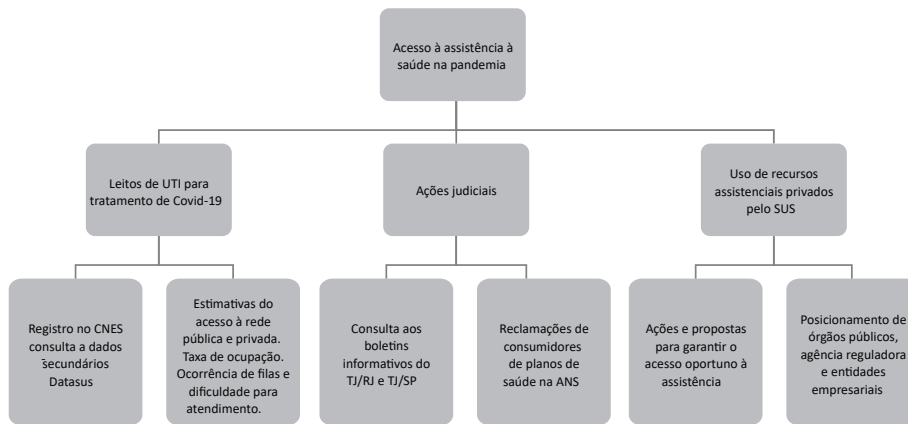 Acesso à assistência à
saúde na pandemia
Leitos de UTI para
tratamento de Covid-19
Ações judiciais
Uso de recursos
assistenciais privados
pelo SUS
Registro no CNES
consulta a dados
secundários
Datasus
Estimativas do
acesso à rede
pública e privada.
Taxa de ocupação.
Ocorrência de filas e
dificuldade para
atendimento.
Consulta aos
boletins
informativos do
TJ/RJ e TJ/SP
Reclamações de
consumidores
de planos de
saúde na ANS
Ações e propostas
para garantir o
acesso oportuno à
assistência
Posicionamento de
órgãos públicos,
agência reguladora
e entidades
empresariais